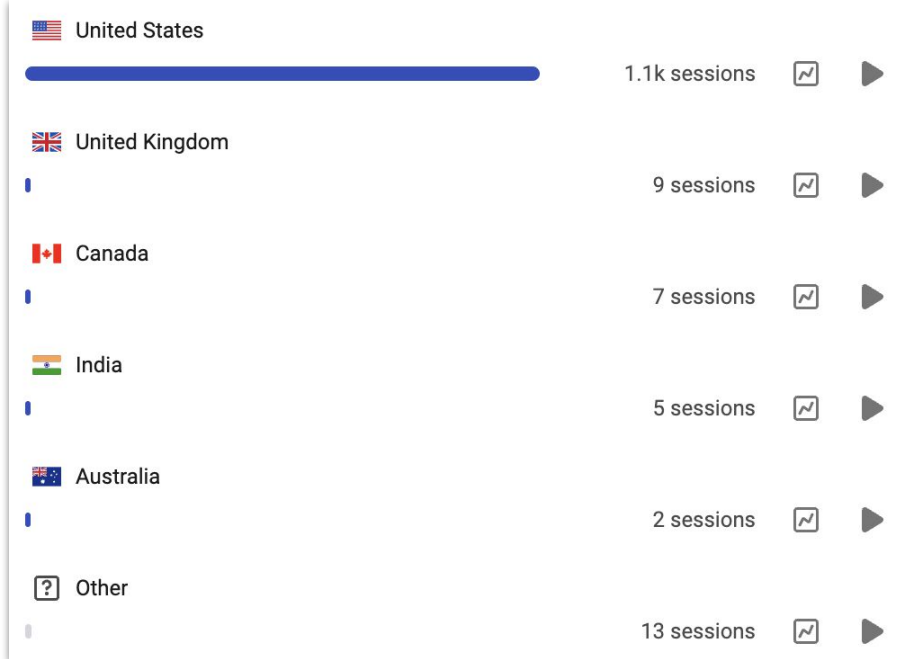 United States
1.1k sessions
United Kingdom
9 sessions
Canada
7 sessions
India
5 sessions
Australia
2 sessions
? Other
13 sessions